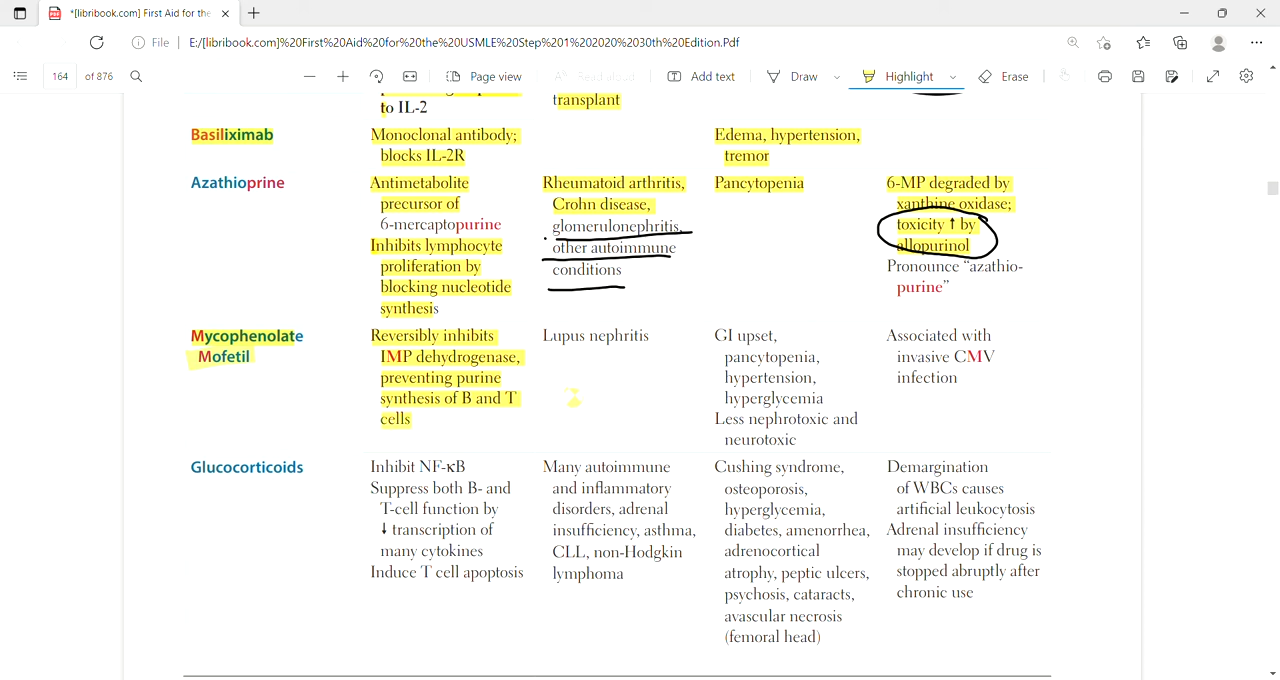 *[libribook.com] First Aid for the
File
E:/[libribook.com]%20First%20Aid%20for%20the%20USMLE%20Step%201%202020%2030th%20Edition.Pdf
164
of 876
Page view
Read aloud
Add text
Draw
Highlight
Erase
to IL-2
transplant
Basiliximab
Monoclonal antibody;
blocks IL-2R
Edema, hypertension,
tremor
Azathioprine
Antimetabolite
precursor of
6-mercaptopurine
Inhibits lymphocyte
proliferation by
blocking nucleotide
synthesis
Rheumatoid arthritis,
Crohn disease,
glomerulonephritis,
other autoimmune
conditions
Pancytopenia
6-MP degraded by
xanthine oxidase;
toxicity ↑ by
allopurinol
Pronounce “azathio-
purine”
Mycophenolate
Mofetil
Reversibly inhibits
IMP dehydrogenase,
preventing purine
synthesis of B and T
cells
Lupus nephritis
GI upset,
pancytopenia,
hypertension,
hyperglycemia
Less nephrotoxic and
neurotoxic
Associated with
invasive CMV
infection
Glucocorticoids
Inhibit NF-κB
Suppress both B- and
T-cell function by
↓ transcription of
many cytokines
Induce T cell apoptosis
Many autoimmune
and inflammatory
disorders, adrenal
insufficiency, asthma,
CLL, non-Hodgkin
lymphoma
Cushing syndrome,
osteoporosis,
hyperglycemia,
diabetes, amenorrhea,
adrenocortical
atrophy, peptic ulcers,
psychosis, cataracts,
avascular necrosis
(femoral head)
Demargination
of WBCs causes
artificial leukocytosis
Adrenal insufficiency
may develop if drug is
stopped abruptly after
chronic use